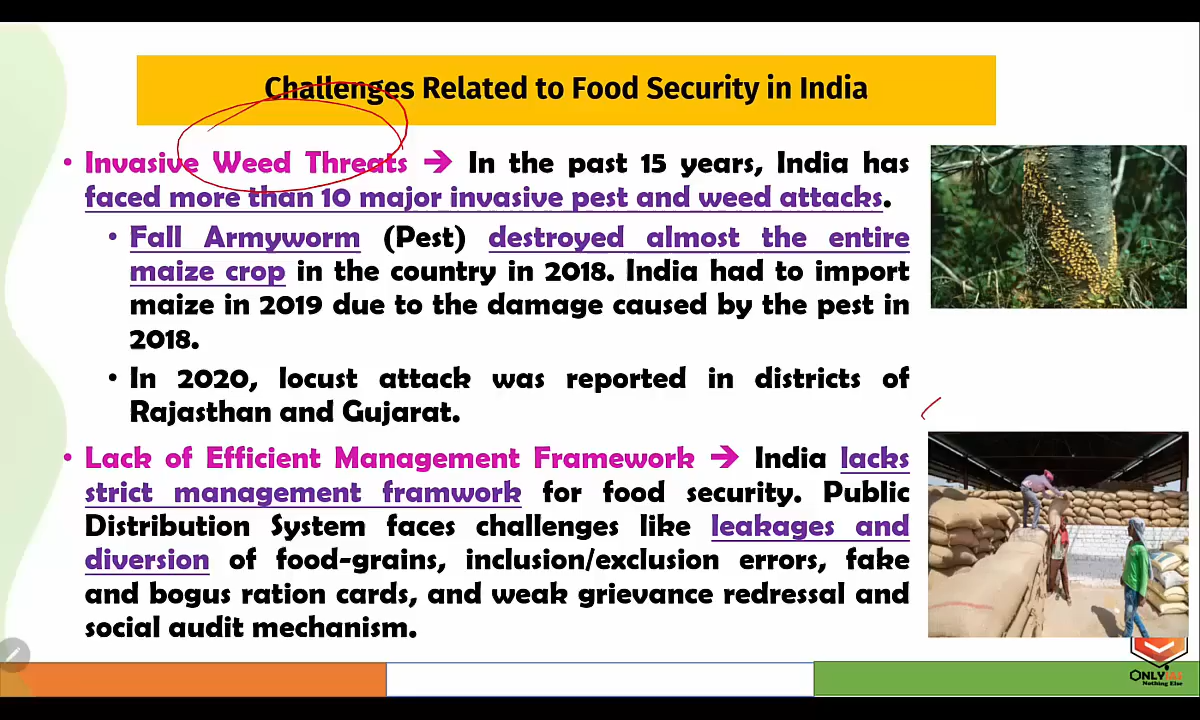 Challenges Related to Food Security in India
• Invasive Weed Threats → In the past 15 years, India has
faced more than 10 major invasive pest and weed attacks.
• Fall Armyworm (Pest) destroyed almost the entire
maize crop in the country in 2018. India had to import
maize in 2019 due to the damage caused by the pest in
2018.
• In 2020, locust attack was reported in districts of
Rajasthan and Gujarat.
• Lack of Efficient Management Framework → India lacks
strict management framwork for food security. Public
Distribution System faces challenges like leakages and
diversion of food-grains, inclusion/exclusion errors, fake
and bogus ration cards, and weak grievance redressal and
social audit mechanism.
ONLYIAS
Nothing Else